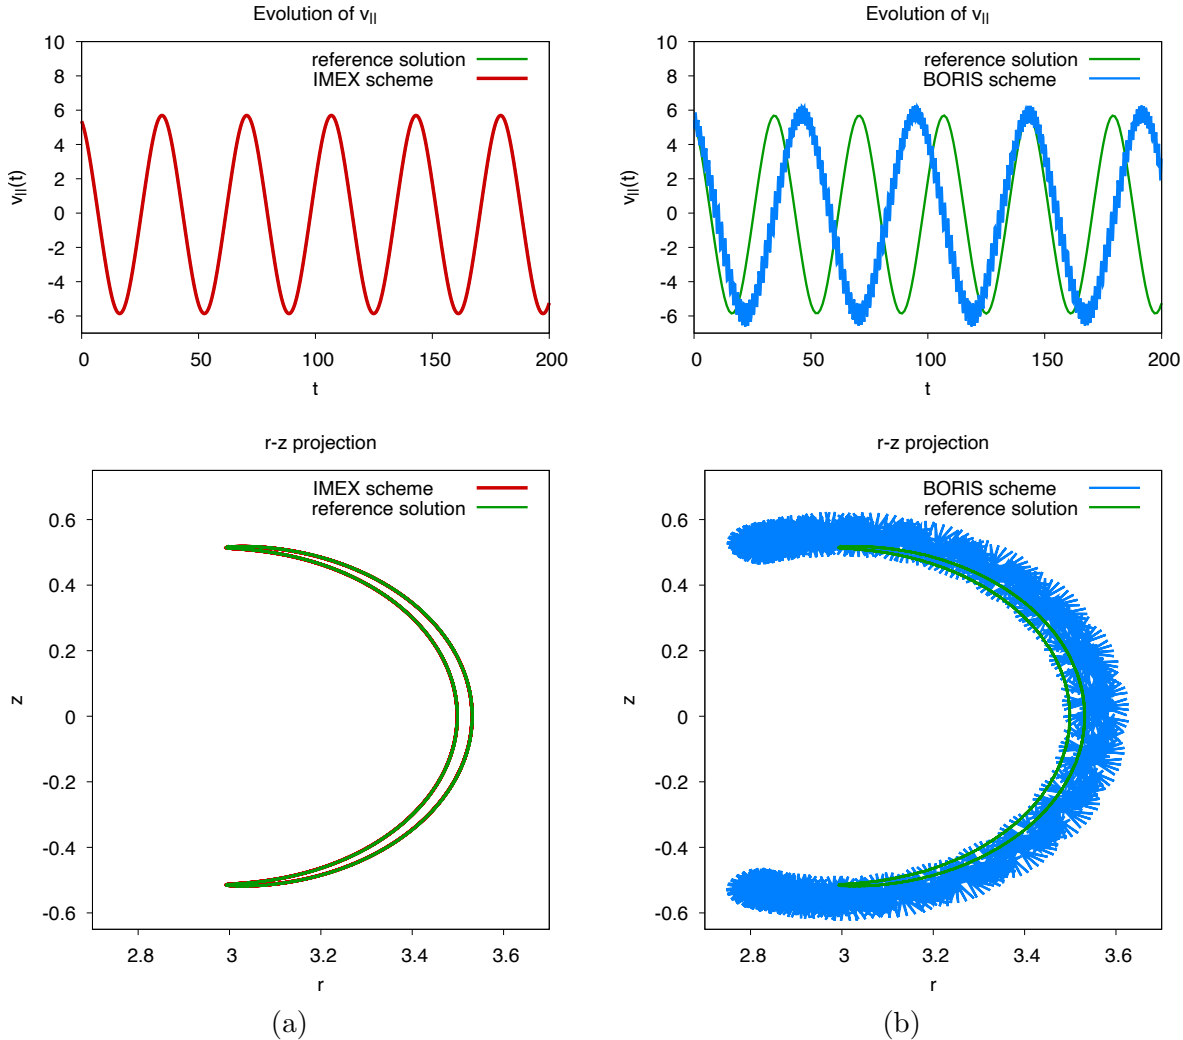 Evolution of v||
reference solution
IMEX scheme
10
8
6
4
2
0
-2
-4
-6
v||(t)
0
50
100
150
200
t
Evolution of v||
reference solution
BORIS scheme
10
8
6
4
2
0
-2
-4
-6
v||(t)
0
50
100
150
200
t
r-z projection
IMEX scheme
reference solution
0.6
0.4
0.2
0
-0.2
-0.4
-0.6
z
2.8
3
3.2
3.4
3.6
r
(a)
r-z projection
BORIS scheme
reference solution
0.6
0.4
0.2
0
-0.2
-0.4
-0.6
z
2.8
3
3.2
3.4
3.6
r
(b)